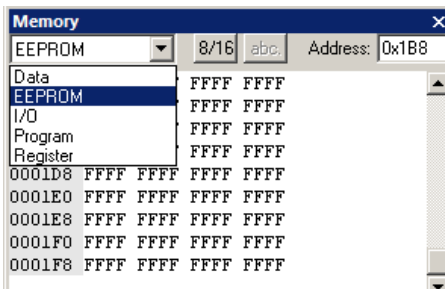 Memory
EEPROM 8/16 abc. Address: 0x1B8
Data FFFF FFFF
EEPROM FFFF FFFF
I/O FFFF FFFF
Program FFFF FFFF
Register
0001D8 FFFF FFFF FFFF FFFF
0001E0 FFFF FFFF FFFF FFFF
0001E8 FFFF FFFF FFFF FFFF
0001F0 FFFF FFFF FFFF FFFF
0001F8 FFFF FFFF FFFF FFFF